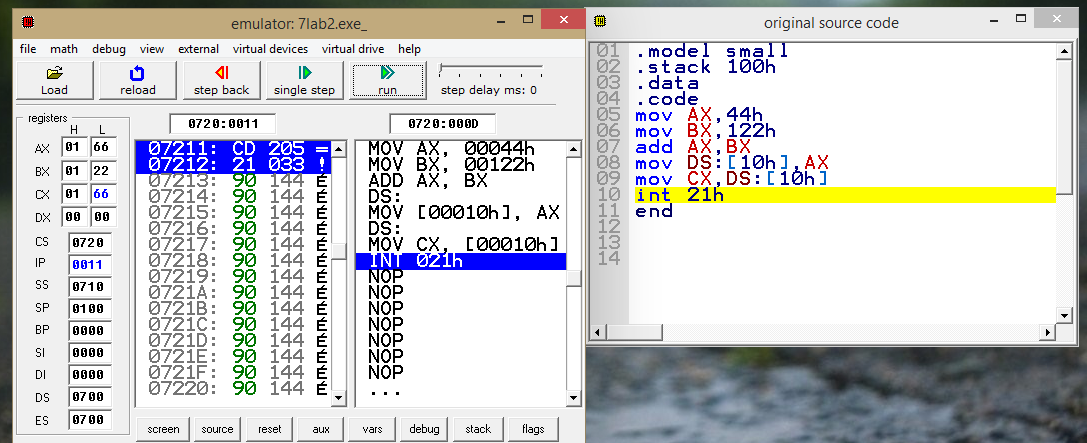 emulator: 7lab2.exe_
file math debug view external virtual devices virtual drive help
Load reload step back single step run step delay ms: 0
registers
H L
AX 01 66
BX 01 22
CX 01 66
DX 00 00
CS 0720
IP 0011
SS 0710
SP 0100
BP 0000
SI 0000
DI 0000
DS 0700
ES 0700
0720:0011
07211: CD 205 =
07212: 21 033 !
07213: 90 144 É
07214: 90 144 É
07215: 90 144 É
07216: 90 144 É
07217: 90 144 É
07218: 90 144 É
07219: 90 144 É
0721A: 90 144 É
0721B: 90 144 É
0721C: 90 144 É
0721D: 90 144 É
0721E: 90 144 É
0721F: 90 144 É
07220: 90 144 É
0720:000D
MOV AX, 00044h
MOV BX, 00122h
ADD AX, BX
DS:
MOV [00010h], AX
DS:
MOV CX, [00010h]
INT 021h
NOP
NOP
NOP
NOP
NOP
NOP
NOP
...
screen source reset aux vars debug stack flags
original source code
01 .model small
02 .stack 100h
03 .data
04 .code
05 mov AX,44h
06 mov BX,122h
07 add AX,BX
08 mov DS:[10h],AX
09 mov CX,DS:[10h]
10 int 21h
11 end
12
13
14